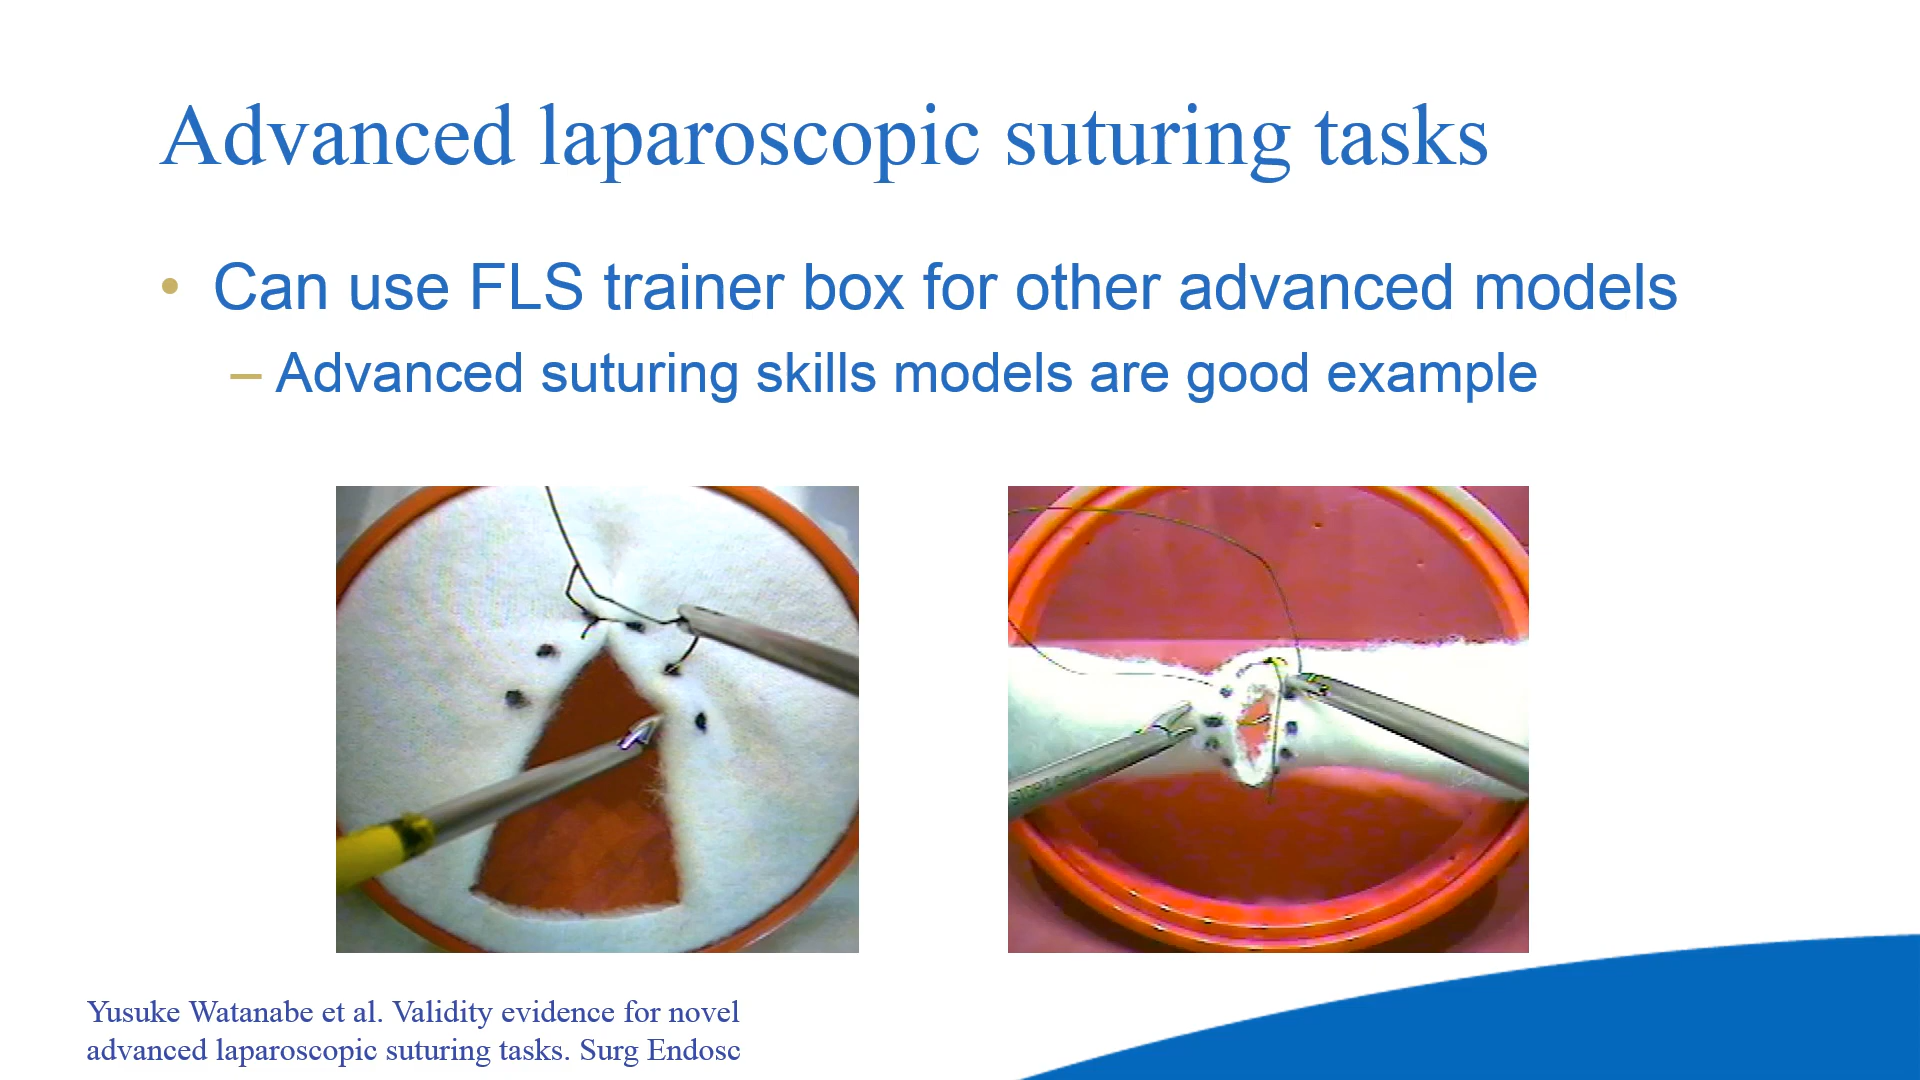 Advanced laparoscopic suturing tasks
• Can use FLS trainer box for other advanced models
– Advanced suturing skills models are good example
STORZ
Yusuke Watanabe et al. Validity evidence for novel
advanced laparoscopic suturing tasks. Surg Endosc